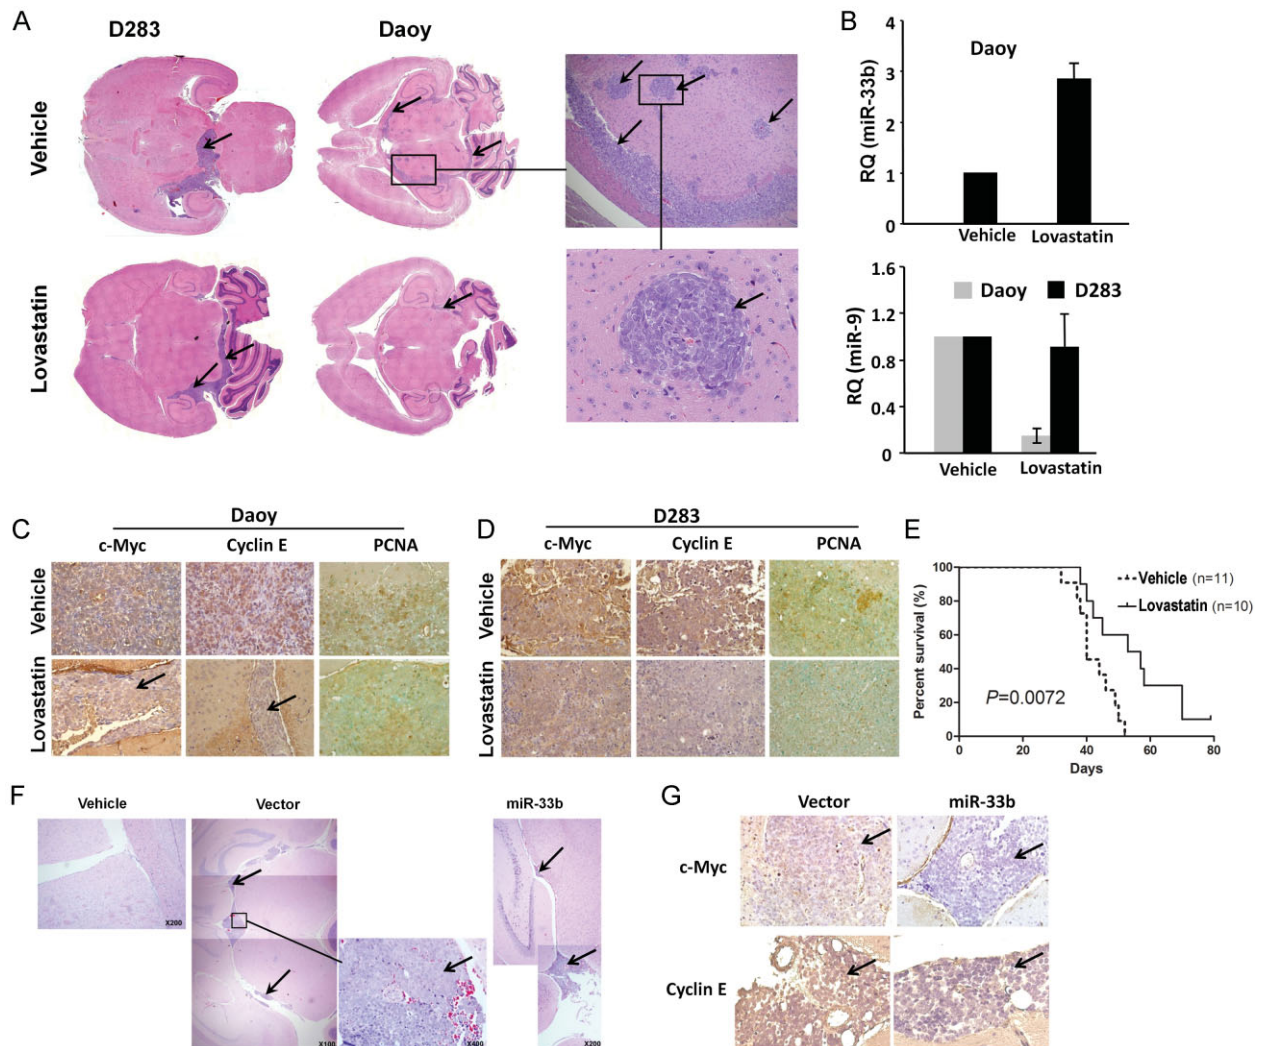 A
D283
Daoy
Vehicle
Lovastatin
B
4
3
2
1
0
RQ (miR-33b)
Daoy
Vehicle
Lovastatin
1.6
1.2
0.8
0.4
0
RQ (miR-9)
Daoy
D283
Vehicle
Lovastatin
C
Daoy
c-Myc
Cyclin E
PCNA
Vehicle
Lovastatin
D
D283
c-Myc
Cyclin E
PCNA
Vehicle
Lovastatin
E
100
80
60
40
20
0
Percent survival (%)
Vehicle (n=11)
Lovastatin (n=10)
P=0.0072
0 20 40 60 80
Days
F
Vehicle
Vector
miR-33b
X200
X100
X400
X200
G
Vector
miR-33b
c-Myc
Cyclin E